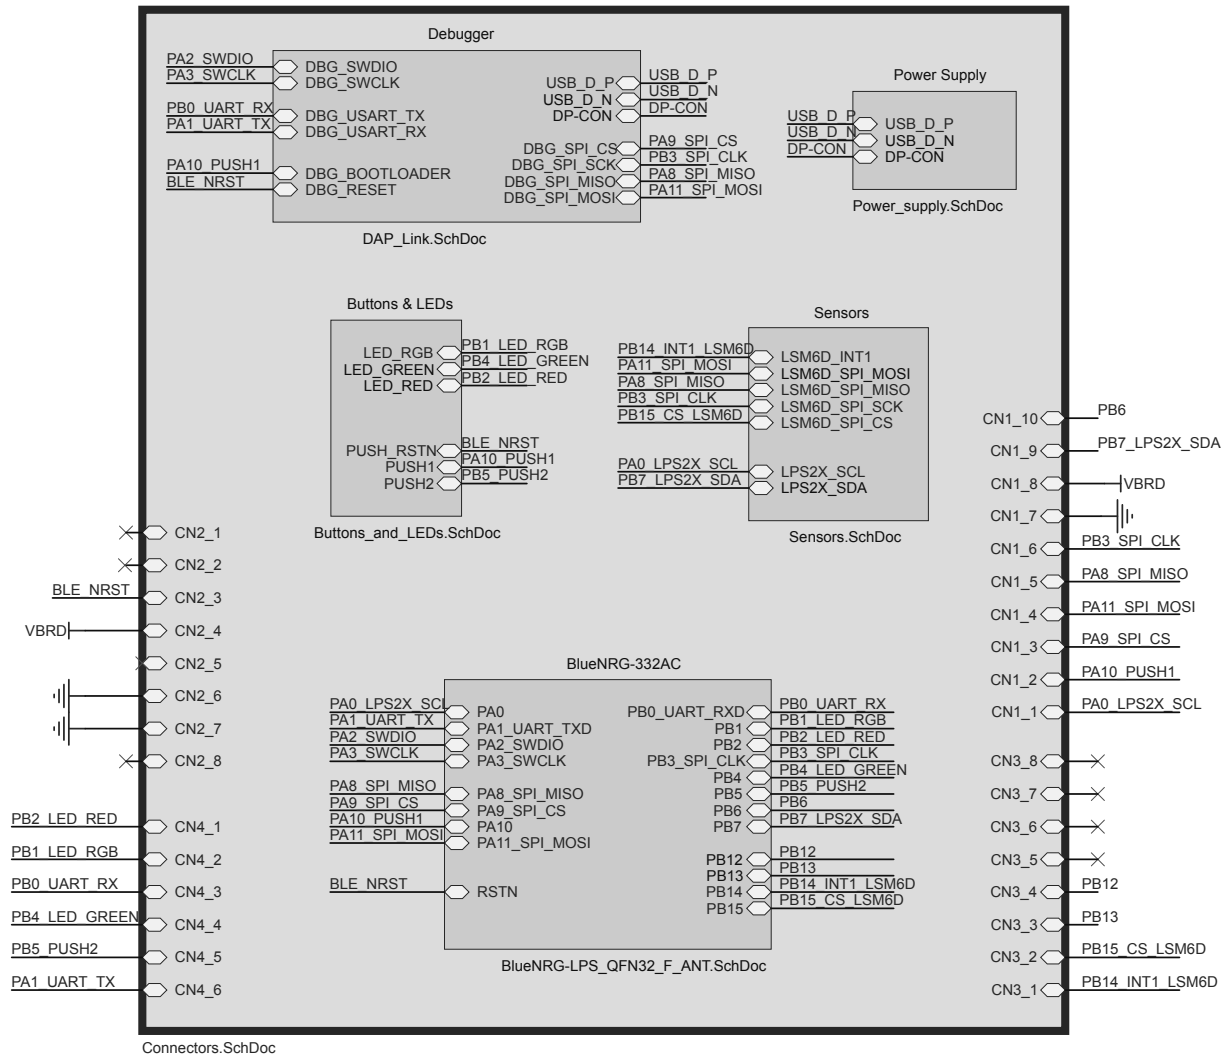 Debugger
PA2_SWDIO
PA3_SWCLK
PB0_UART_RX
PA1_UART_TX
PA10_PUSH1
BLE_NRST
DBG_SWDIO
DBG_SWCLK
DBG_USART_TX
DBG_USART_RX
DBG_BOOTLOADER
DBG_RESET
USB_D_P
USB_D_N
DP-CON
DBG_SPI_CS
DBG_SPI_SCK
DBG_SPI_MISO
DBG_SPI_MOSI
USB_D_P
USB_D_N
DP-CON
PA9_SPI_CS
PB3_SPI_CLK
PA8_SPI_MISO
PA11_SPI_MOSI
DAP_Link.SchDoc
Power Supply
USB_D_P
USB_D_N
DP-CON
USB_D_P
USB_D_N
DP-CON
Power_supply.SchDoc
Buttons & LEDs
LED_RGB
LED_GREEN
LED_RED
PUSH_RSTN
PUSH1
PUSH2
PB1_LED_RGB
PB4_LED_GREEN
PB2_LED_RED
BLE_NRST
PA10_PUSH1
PB5_PUSH2
Buttons_and_LEDs.SchDoc
Sensors
PB14_INT1_LSM6D
PA11_SPI_MOSI
PA8_SPI_MISO
PB3_SPI_CLK
PB15_CS_LSM6D
PA0_LPS2X_SCL
PB7_LPS2X_SDA
LSM6D_INT1
LSM6D_SPI_MOSI
LSM6D_SPI_MISO
LSM6D_SPI_SCK
LSM6D_SPI_CS
LPS2X_SCL
LPS2X_SDA
Sensors.SchDoc
CN2_1
CN2_2
BLE_NRST CN2_3
VBRD CN2_4
CN2_5
CN2_6
CN2_7
CN2_8
PB2_LED_RED CN4_1
PB1_LED_RGB CN4_2
PB0_UART_RX CN4_3
PB4_LED_GREEN CN4_4
PB5_PUSH2 CN4_5
PA1_UART_TX CN4_6
BlueNRG-332AC
PA0_LPS2X_SCL
PA1_UART_TX
PA2_SWDIO
PA3_SWCLK
PA8_SPI_MISO
PA9_SPI_CS
PA10_PUSH1
PA11_SPI_MOSI
BLE_NRST
PA0
PA1_UART_TXD
PA2_SWDIO
PA3_SWCLK
PA8_SPI_MISO
PA9_SPI_CS
PA10
PA11_SPI_MOSI
RSTN
PB0_UART_RXD
PB1
PB2
PB3_SPI_CLK
PB4
PB5
PB6
PB7
PB12
PB13
PB14
PB15
PB0_UART_RX
PB1_LED_RGB
PB2_LED_RED
PB3_SPI_CLK
PB4_LED_GREEN
PB5_PUSH2
PB6
PB7_LPS2X_SDA
PB12
PB13
PB14_INT1_LSM6D
PB15_CS_LSM6D
BlueNRG-LPS_QFN32_F_ANT.SchDoc
CN1_10 PB6
CN1_9 PB7_LPS2X_SDA
CN1_8 VBRD
CN1_7
CN1_6 PB3_SPI_CLK
CN1_5 PA8_SPI_MISO
CN1_4 PA11_SPI_MOSI
CN1_3 PA9_SPI_CS
CN1_2 PA10_PUSH1
CN1_1 PA0_LPS2X_SCL
CN3_8
CN3_7
CN3_6
CN3_5
CN3_4 PB12
CN3_3 PB13
CN3_2 PB15_CS_LSM6D
CN3_1 PB14_INT1_LSM6D
Connectors.SchDoc